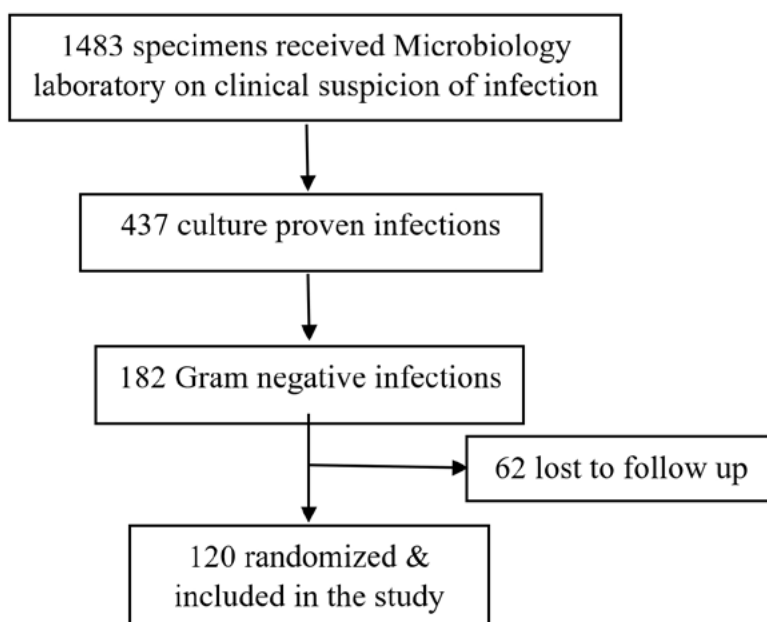 1483 specimens received Microbiology
laboratory on clinical suspicion of infection
437 culture proven infections
182 Gram negative infections
62 lost to follow up
120 randomized &
included in the study